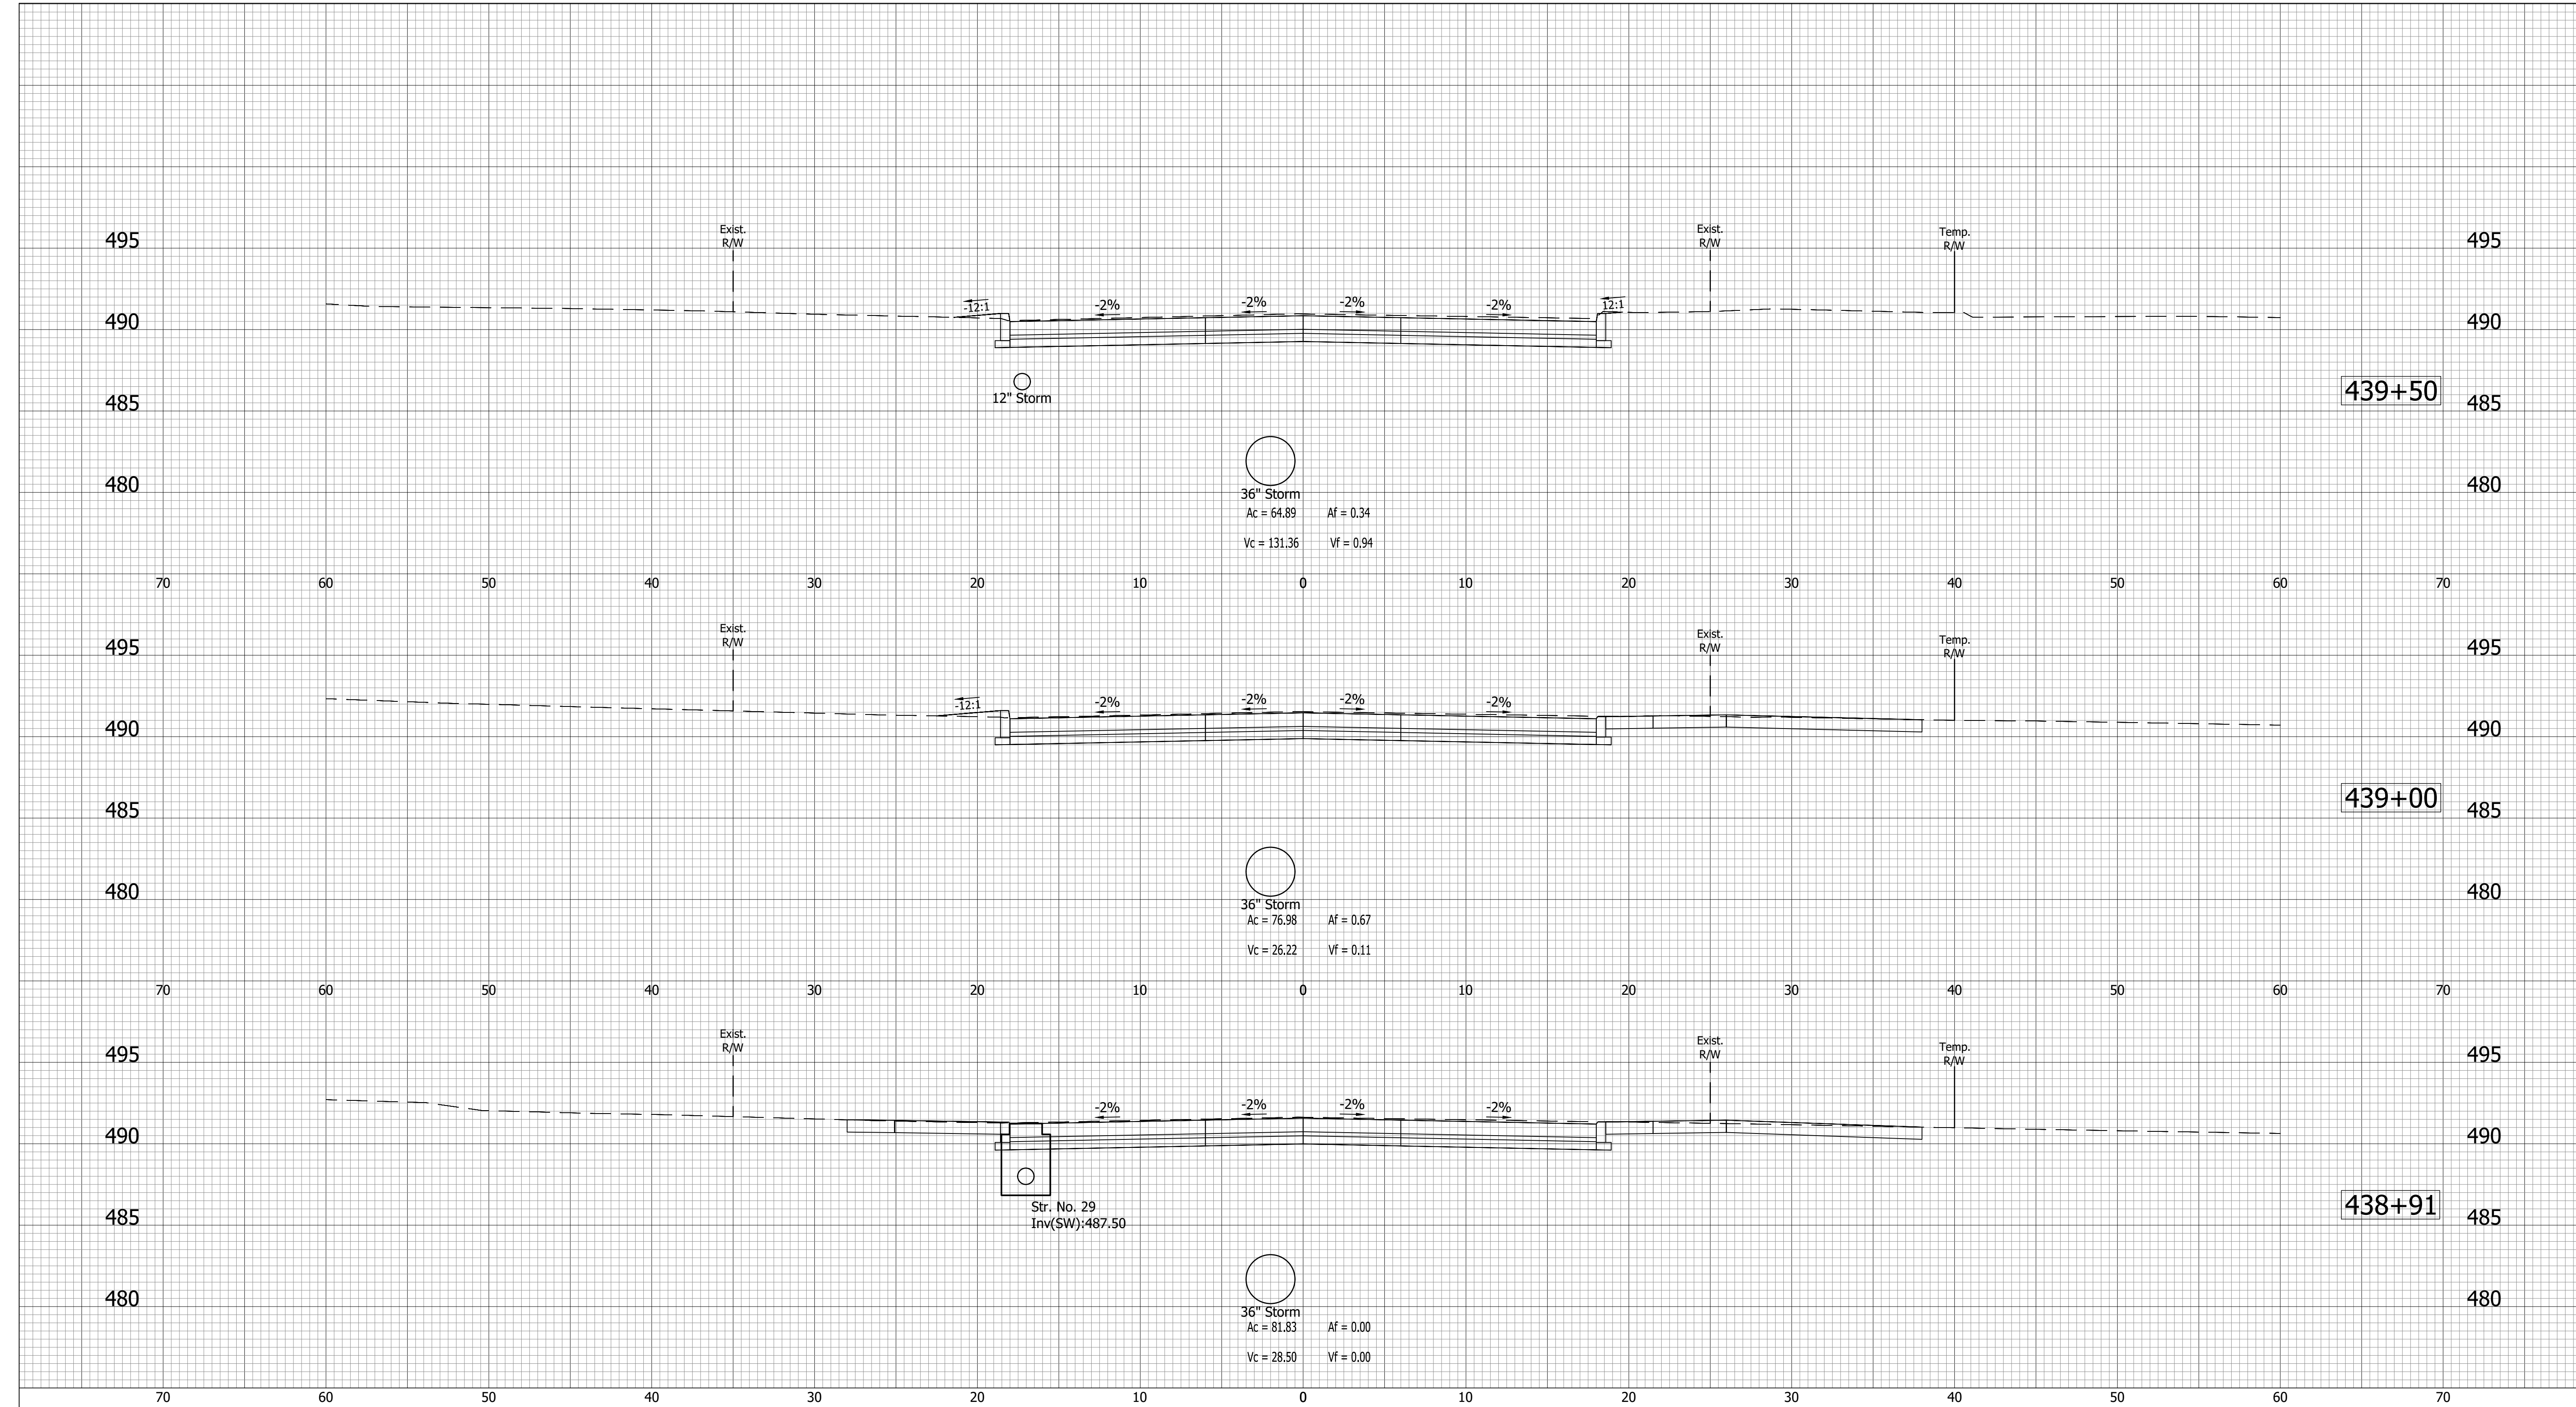 Exist. Exist. Temp.
R/W R/W R/W
495 495
-12:1 -2% -2% -2% -2% 12:1
490 490
12" Storm
439+50
485 485
480 480
36" Storm
Ac = 64.89 Af = 0.34
Vc = 131.36 Vf = 0.94
70 60 50 40 30 20 10 0 10 20 30 40 50 60 70
Exist. Exist. Temp.
R/W R/W R/W
495 495
-12:1 -2% -2% -2% -2%
490 490
439+00
485 485
480 480
36" Storm
Ac = 76.98 Af = 0.67
Vc = 26.22 Vf = 0.11
70 60 50 40 30 20 10 0 10 20 30 40 50 60 70
Exist. Exist. Temp.
R/W R/W R/W
495 495
-2% -2% -2% -2%
490 490
Str. No. 29
Inv(SW):487.50
438+91
485 485
480 480
36" Storm
Ac = 81.83 Af = 0.00
Vc = 28.50 Vf = 0.00
70 60 50 40 30 20 10 0 10 20 30 40 50 60 70